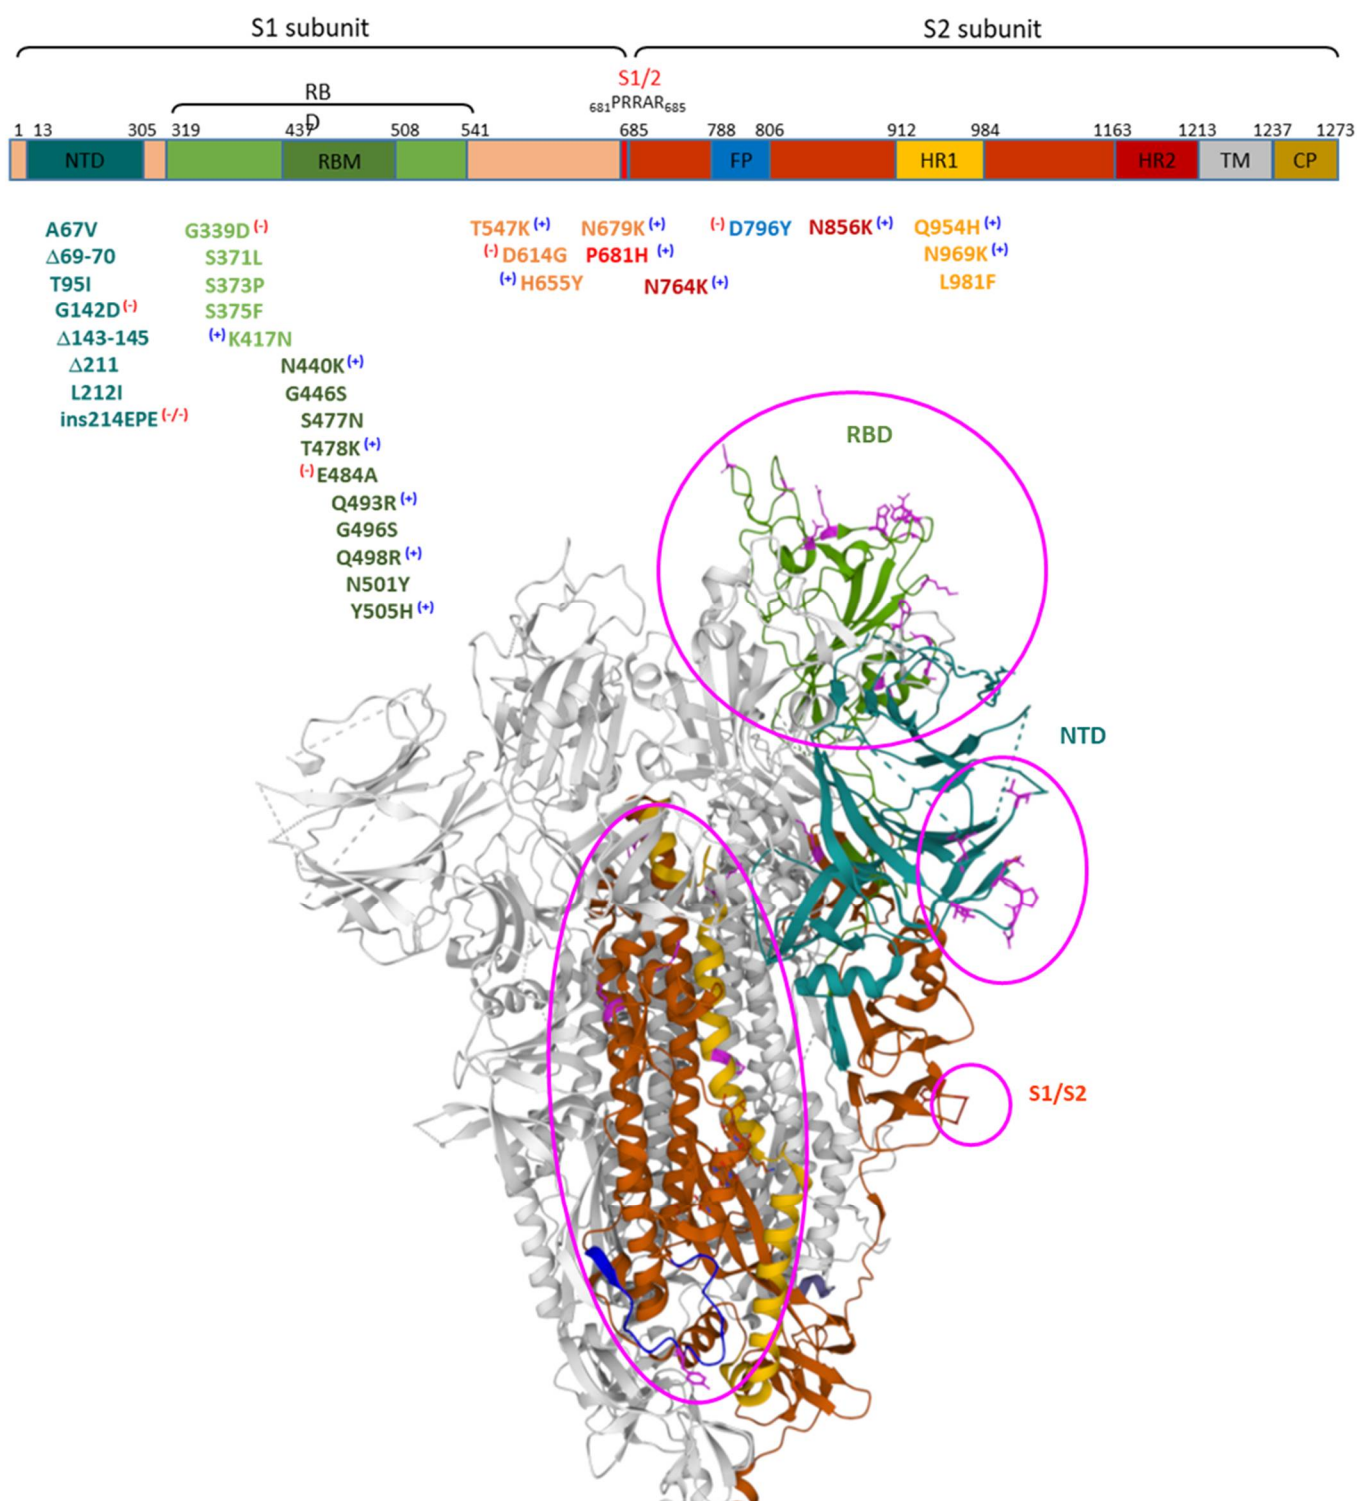 S1 subunit S2 subunit
S1/2
RB
D
681PRRAR685
1 13 305 319 437 508 541 685 788 806 912 984 1163 1213 1237 1273
NTD RBM FP HR1 HR2 TM CP
A67V G339D(-) T547K(+) N679K(+) (-)D796Y N856K(+) Q954H(+)
Δ69-70 S371L (-)D614G P681H (+) N969K(+)
T95I S373P (+)H655Y N764K(+) L981F
G142D(-) S375F
Δ143-145 (+)K417N
Δ211 N440K(+)
L212I G446S
ins214EPE(-/-) S477N
T478K(+)
(-)E484A
Q493R(+)
G496S
Q498R(+)
N501Y
Y505H(+)
RBD
NTD
S1/S2